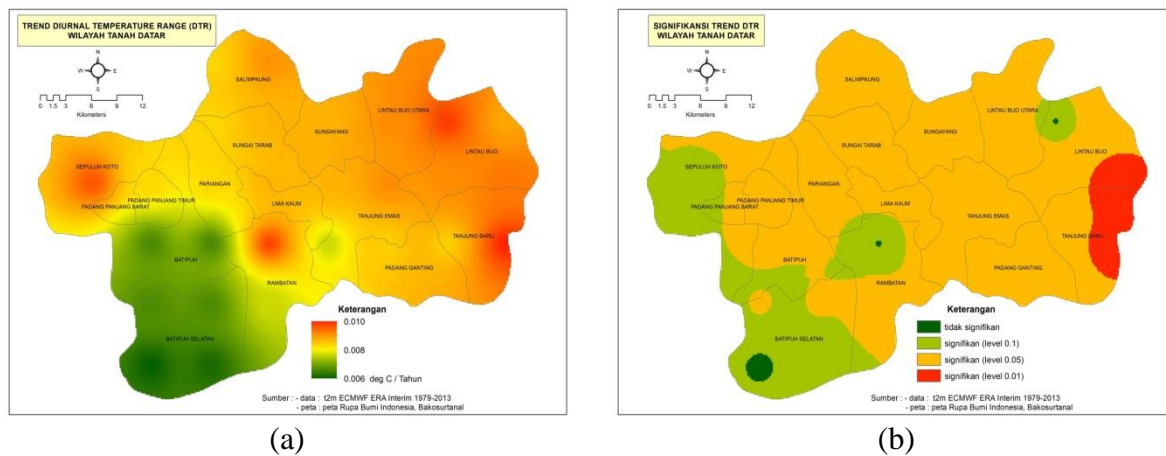 TREND DIURNAL TEMPERATURE RANGE (DTR)
WILAYAH TANAH DATAR
N
W E
S
0 1.5 3 6 9 12
Kilometers
SALIMPAUNG
LINTAU BUO UTARA
SUNGAYANG
SUNGAI TARAB
LINTAU BUO
SEPULUH KOTO
PARIANGAN
PADANG PANJANG TIMUR
PADANG PANJANG BARAT
LIMA KAUM
TANJUNG EMAS
TANJUNG BARU
BATIPUH
PADANG GANTING
RAMBATAN
BATIPUH SELATAN
Keterangan
0.010
0.008
0.006 deg C / Tahun
Sumber : - data : t2m ECMWF ERA Interim 1979-2013
- peta : peta Rupa Bumi Indonesia, Bakosurtanal
(a)
SIGNIFIKANSI TREND DTR
WILAYAH TANAH DATAR
N
W E
S
0 1.5 3 6 9 12
Kilometers
SALIMPAUNG
LINTAU BUO UTARA
SUNGAYANG
SUNGAI TARAB
LINTAU BUO
SEPULUH KOTO
PARIANGAN
PADANG PANJANG TIMUR
PADANG PANJANG BARAT
LIMA KAUM
TANJUNG EMAS
TANJUNG BARU
BATIPUH
PADANG GANTING
RAMBATAN
BATIPUH SELATAN
Keterangan
tidak signifikan
signifikan (level 0.1)
signifikan (level 0.05)
signifikan (level 0.01)
Sumber : - data : t2m ECMWF ERA Interim 1979-2013
- peta : peta Rupa Bumi Indonesia, Bakosurtanal
(b)